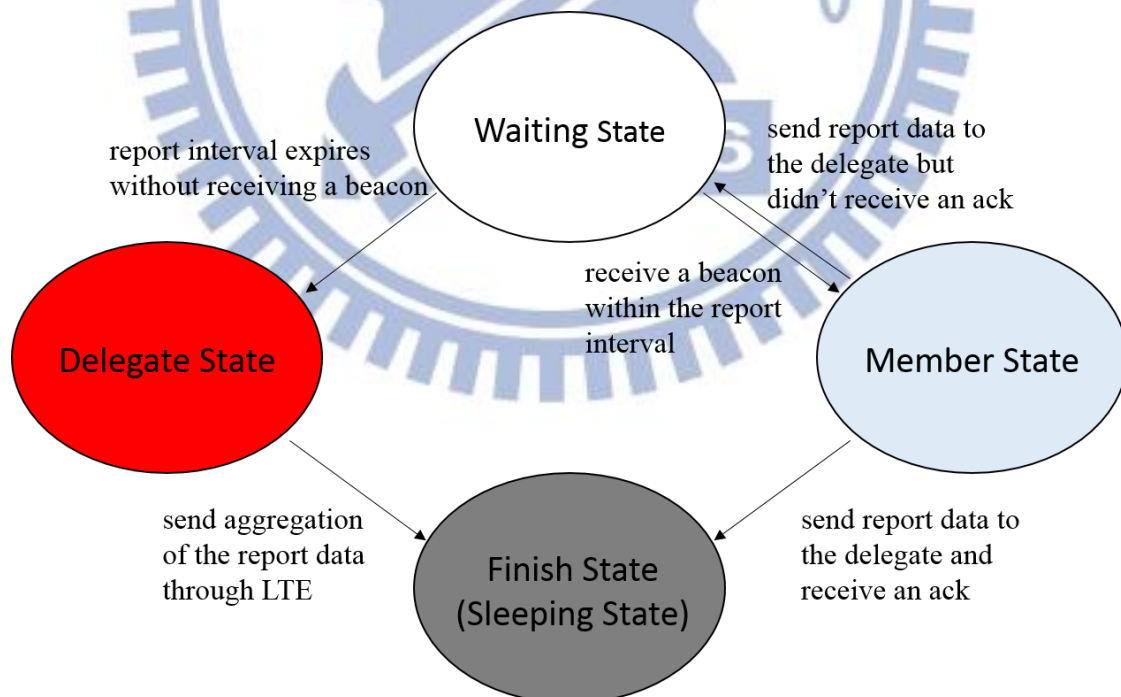 Waiting State
report interval expires
without receiving a beacon
send report data to
the delegate but
didn’t receive an ack
receive a beacon
within the report
interval
Delegate State
Member State
send aggregation
of the report data
through LTE
Finish State
(Sleeping State)
send report data to
the delegate and
receive an ack